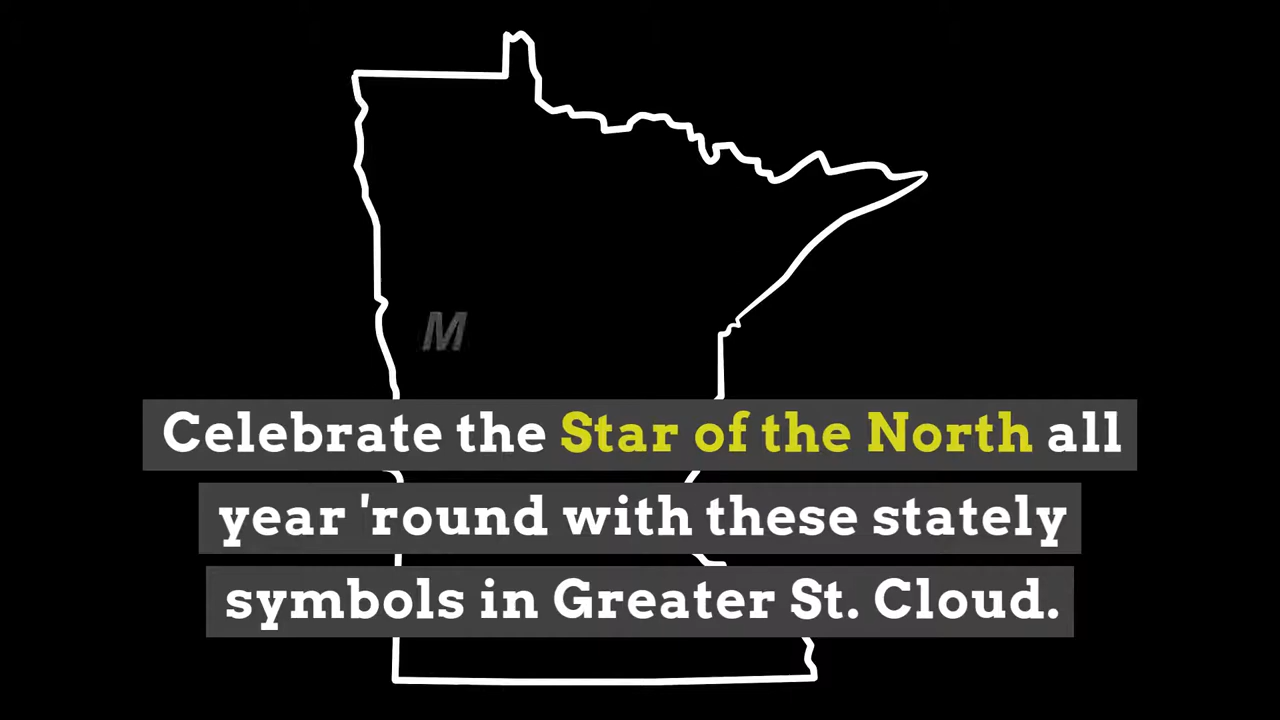 M
Celebrate the Star of the North all
year 'round with these stately
symbols in Greater St. Cloud.